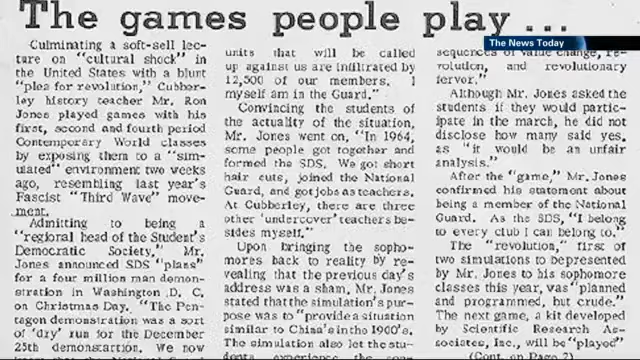 The games people play...
The News Today
Culminating a soft-sell lec-
ture on "cultural shock" in
the United States with a blunt
"plea for revolution," Cubber-
ley history teacher Mr. Ron
Jones played games with his
first, second and fourth period
Contemporary World classes
by exposing them to a "sim-
ulated" environment two weeks
ago, resembling last year's
Fascist "Third Wave" move-
ment.
Admitting to being a
"regional head of the Student's
Democratic Society," Mr.
Jones announced SDS "plans"
for a four million man demon-
stration in Washington D. C.
on Christmas Day. "The Pen-
tagon demonstration was a sort
of 'dry' run for the December
25th demonstartion. We now
units that will be called
up against us are infiltrated by
12,500 of our members. I
myself am in the Guard."
Convincing the students of
the actuality of the situation,
Mr. Jones went on, "In 1964,
some people got together and
formed the SDS. We got short
hair cuts, joined the National
Guard, and got jobs as teachers.
At Cubberley, there are three
other 'undercover' teachers be-
sides myself."
Upon bringing the sopho-
mores back to reality by re-
vealing that the previous day's
address was a sham, Mr. Jones
stated that the simulation's pur-
pose was to "provide a situation
similar to China's in the 1900's.
The simulation also let the stu-
dents experience the
sequences of value change, re-
volution, and revolutionary
fervor."
Although Mr. Jones asked the
students if they would partic-
ipate in the march, he did not
disclose how many said yes,
as "it would be an unfair
analysis."
After the "game," Mr. Jones
confirmed his statement about
being a member of the National
Guard. As the SDS, "I belong
to every club I can belong to."
The "revolution," first of
two simulations to be presented
by Mr. Jones to his sophomore
classes this year, was "planned
and programmed, but crude."
The next game, a kit developed
by Scientific Research As-
sociates, Inc., will be "played"
(Cont. on Page 2)